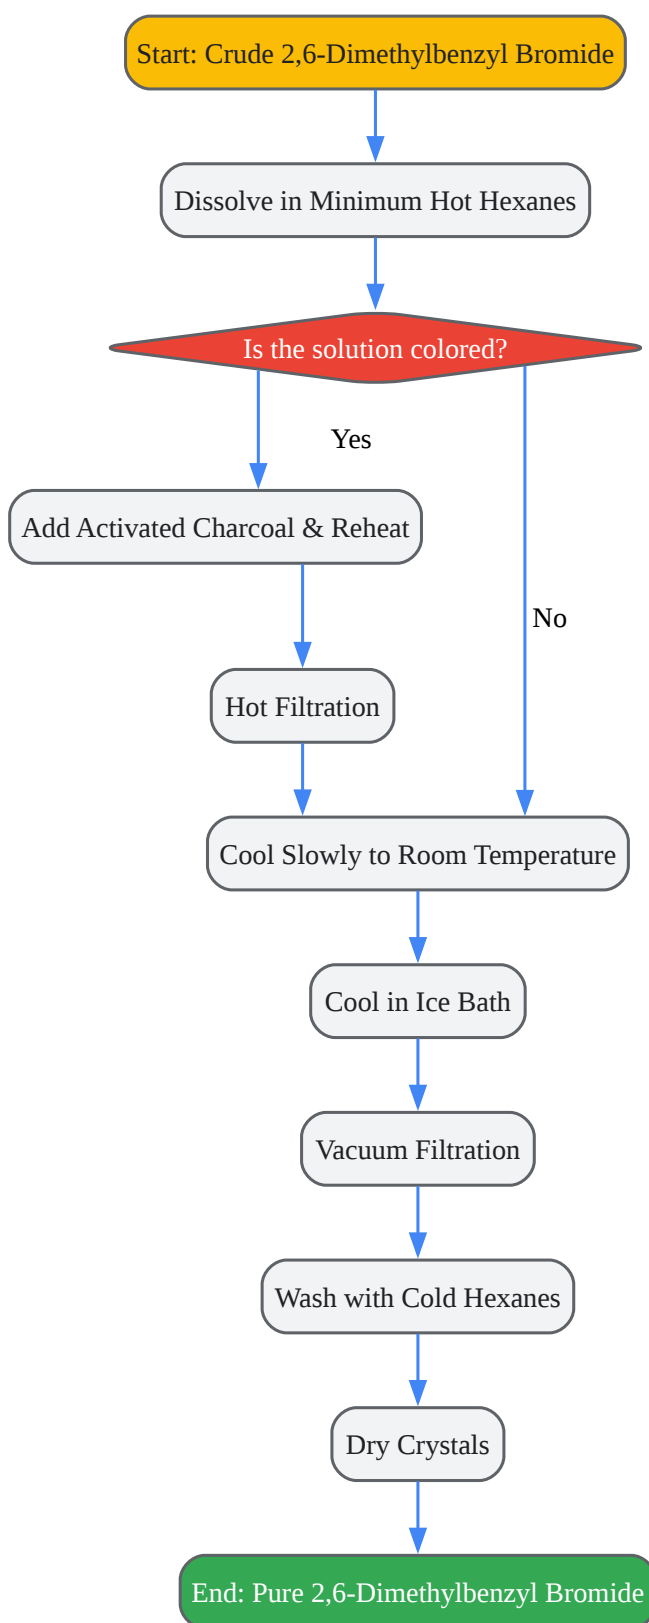 Start: Crude 2,6-Dimethylbenzyl Bromide
Dissolve in Minimum Hot Hexanes
Is the solution colored?
Yes
Add Activated Charcoal & Reheat
No
Hot Filtration
Cool Slowly to Room Temperature
Cool in Ice Bath
Vacuum Filtration
Wash with Cold Hexanes
Dry Crystals
End: Pure 2,6-Dimethylbenzyl Bromide